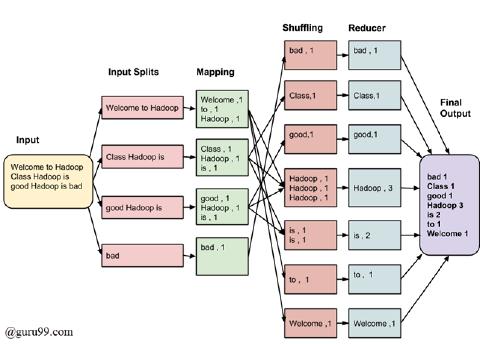 Shuffling
Reducer
Input Splits
Mapping
Input
Final
Output
Welcome to Hadoop
Class Hadoop is
good Hadoop is bad
Welcome to Hadoop
Class Hadoop is
good Hadoop is
bad
Welcome ,1
to , 1
Hadoop , 1
Class , 1
Hadoop , 1
is , 1
good , 1
Hadoop , 1
is , 1
bad , 1
bad , 1
Class,1
good,1
Hadoop , 1
Hadoop , 1
Hadoop , 1
is , 1
is , 1
to , 1
Welcome ,1
bad , 1
Class,1
good,1
Hadoop , 3
is , 2
to , 1
Welcome ,1
bad 1
Class 1
good 1
Hadoop 3
is 2
to 1
Welcome 1
@guru99.com